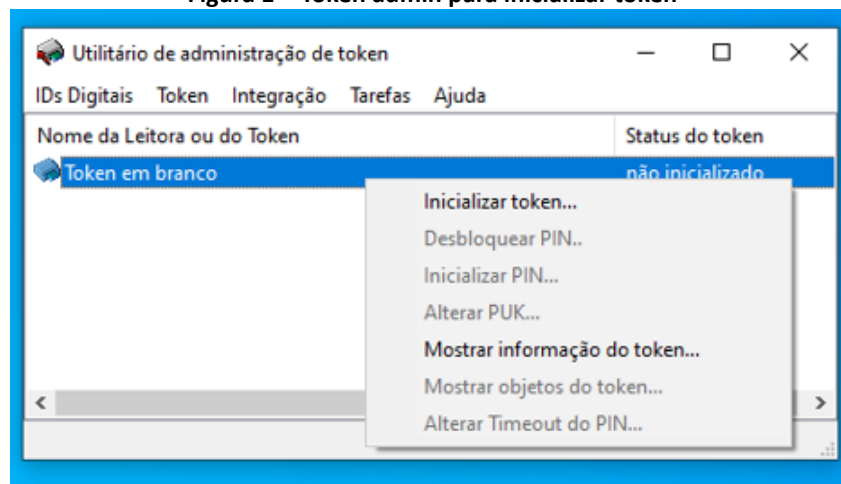 Utilitário de administração de token
IDs Digitais Token Integração Tarefas Ajuda
Nome da Leitora ou do Token Status do token
Token em branco não inicializado
Inicializar token...
Desbloquear PIN..
Inicializar PIN...
Alterar PUK...
Mostrar informação do token...
Mostrar objetos do token...
Alterar Timeout do PIN...